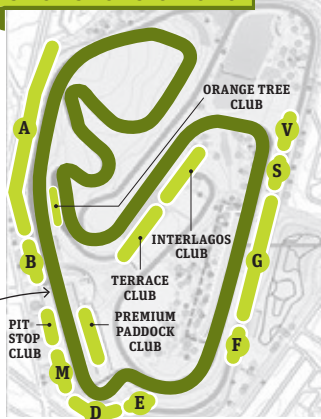 ORANGE TREE
CLUB
A
V
S
INTERLAGOS
CLUB
B
G
TERRACE
CLUB
PIT
STOP
CLUB
PREMIUM
PADDOCK
CLUB
F
M
D
E